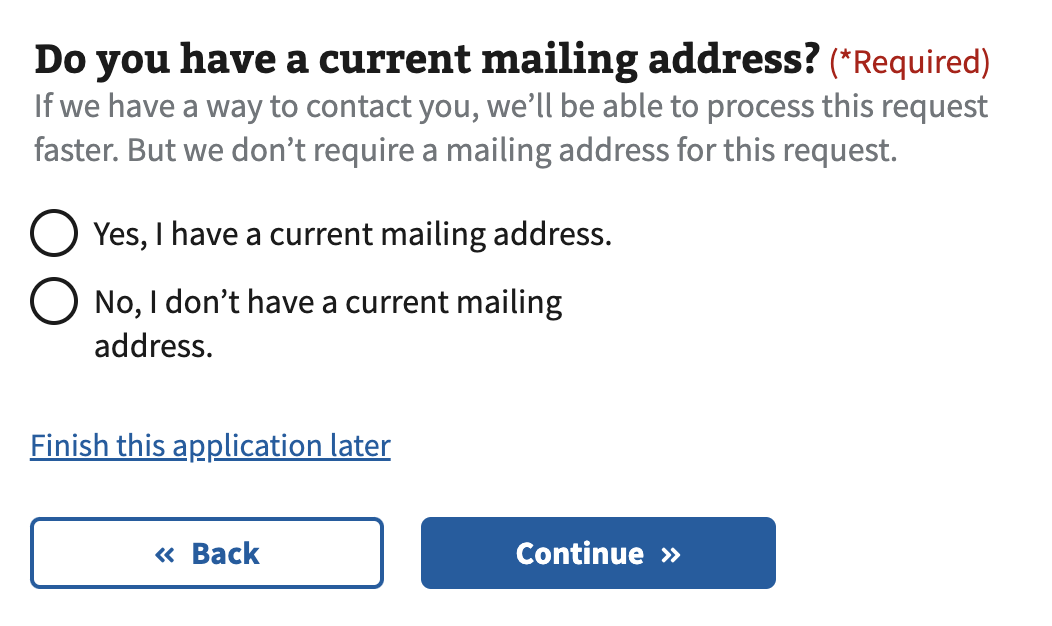 Do you have a current mailing address? (*Required)
If we have a way to contact you, we’ll be able to process this request
faster. But we don’t require a mailing address for this request.
Yes, I have a current mailing address.
No, I don’t have a current mailing
address.
Finish this application later
« Back
Continue »